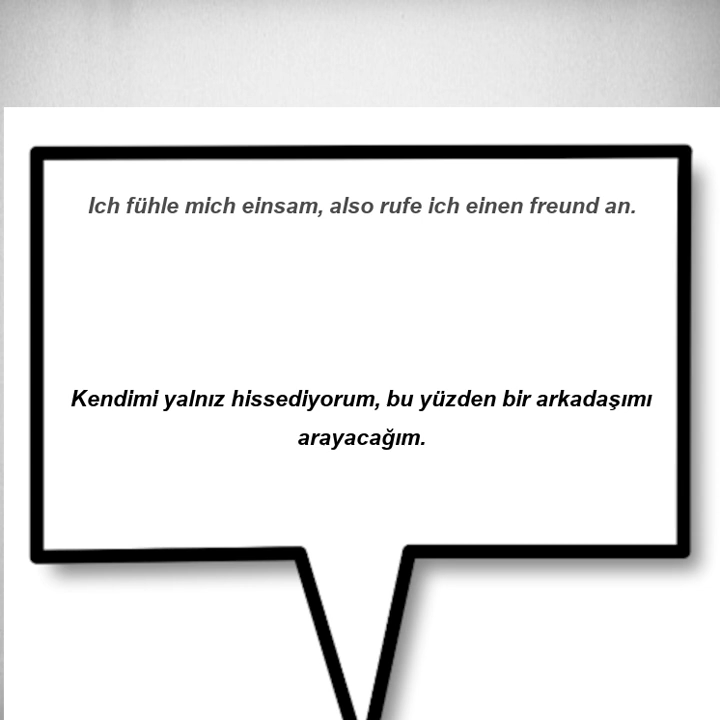 Ich fühle mich einsam, also rufe ich einen freund an.
Kendimi yalnız hissediyorum, bu yüzden bir arkadaşımı
arayacağım.